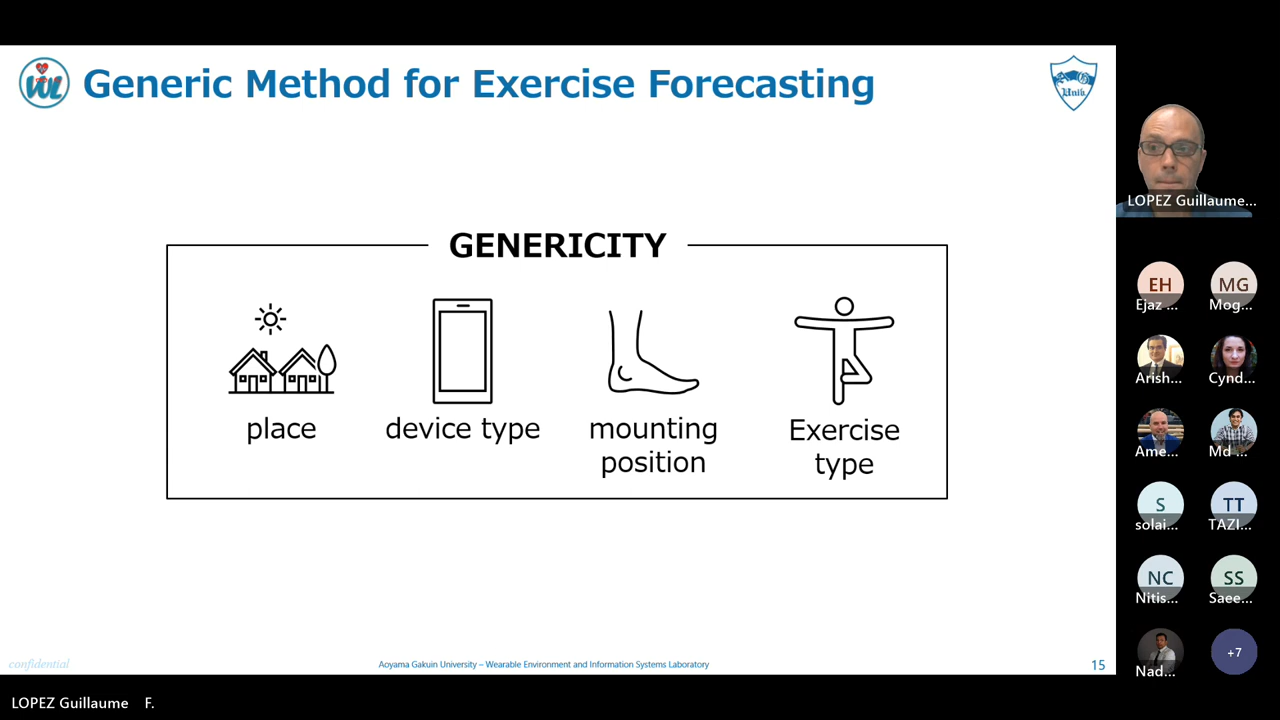 Generic Method for Exercise Forecasting
GENERICITY
place
device type
mounting
position
Exercise
type
confidential
Aoyama Gakuin University – Wearable Environment and Information Systems Laboratory
15
LOPEZ Guillaume...
EH
Ejaz ...
MG
Mog...
Arish...
Cynd...
Ame...
Md ...
S
solai...
TT
TAZI...
NC
Nitis...
SS
Saee...
Nad...
+7
LOPEZ Guillaume F.